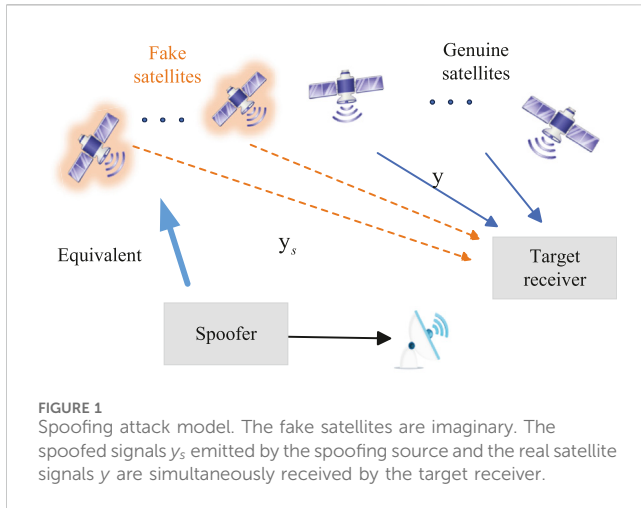 Fake
satellites
Genuine
satellites
y
Equivalent
yₛ
Target
receiver
Spoofer
FIGURE 1
Spoofing attack model. The fake satellites are imaginary. The
spoofed signals yₛ emitted by the spoofing source and the real satellite
signals y are simultaneously received by the target receiver.